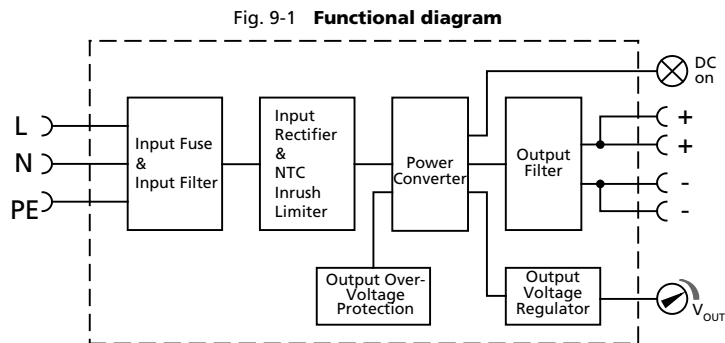 Fig. 9-1 Functional diagram
DC
on
L
N
PE
Input Fuse
&
Input Filter
Input
Rectifier
&
NTC
Inrush
Limiter
Power
Converter
Output
Filter
+
+
-
-
Output Over-
Voltage
Protection
Output
Voltage
Regulator
VOUT